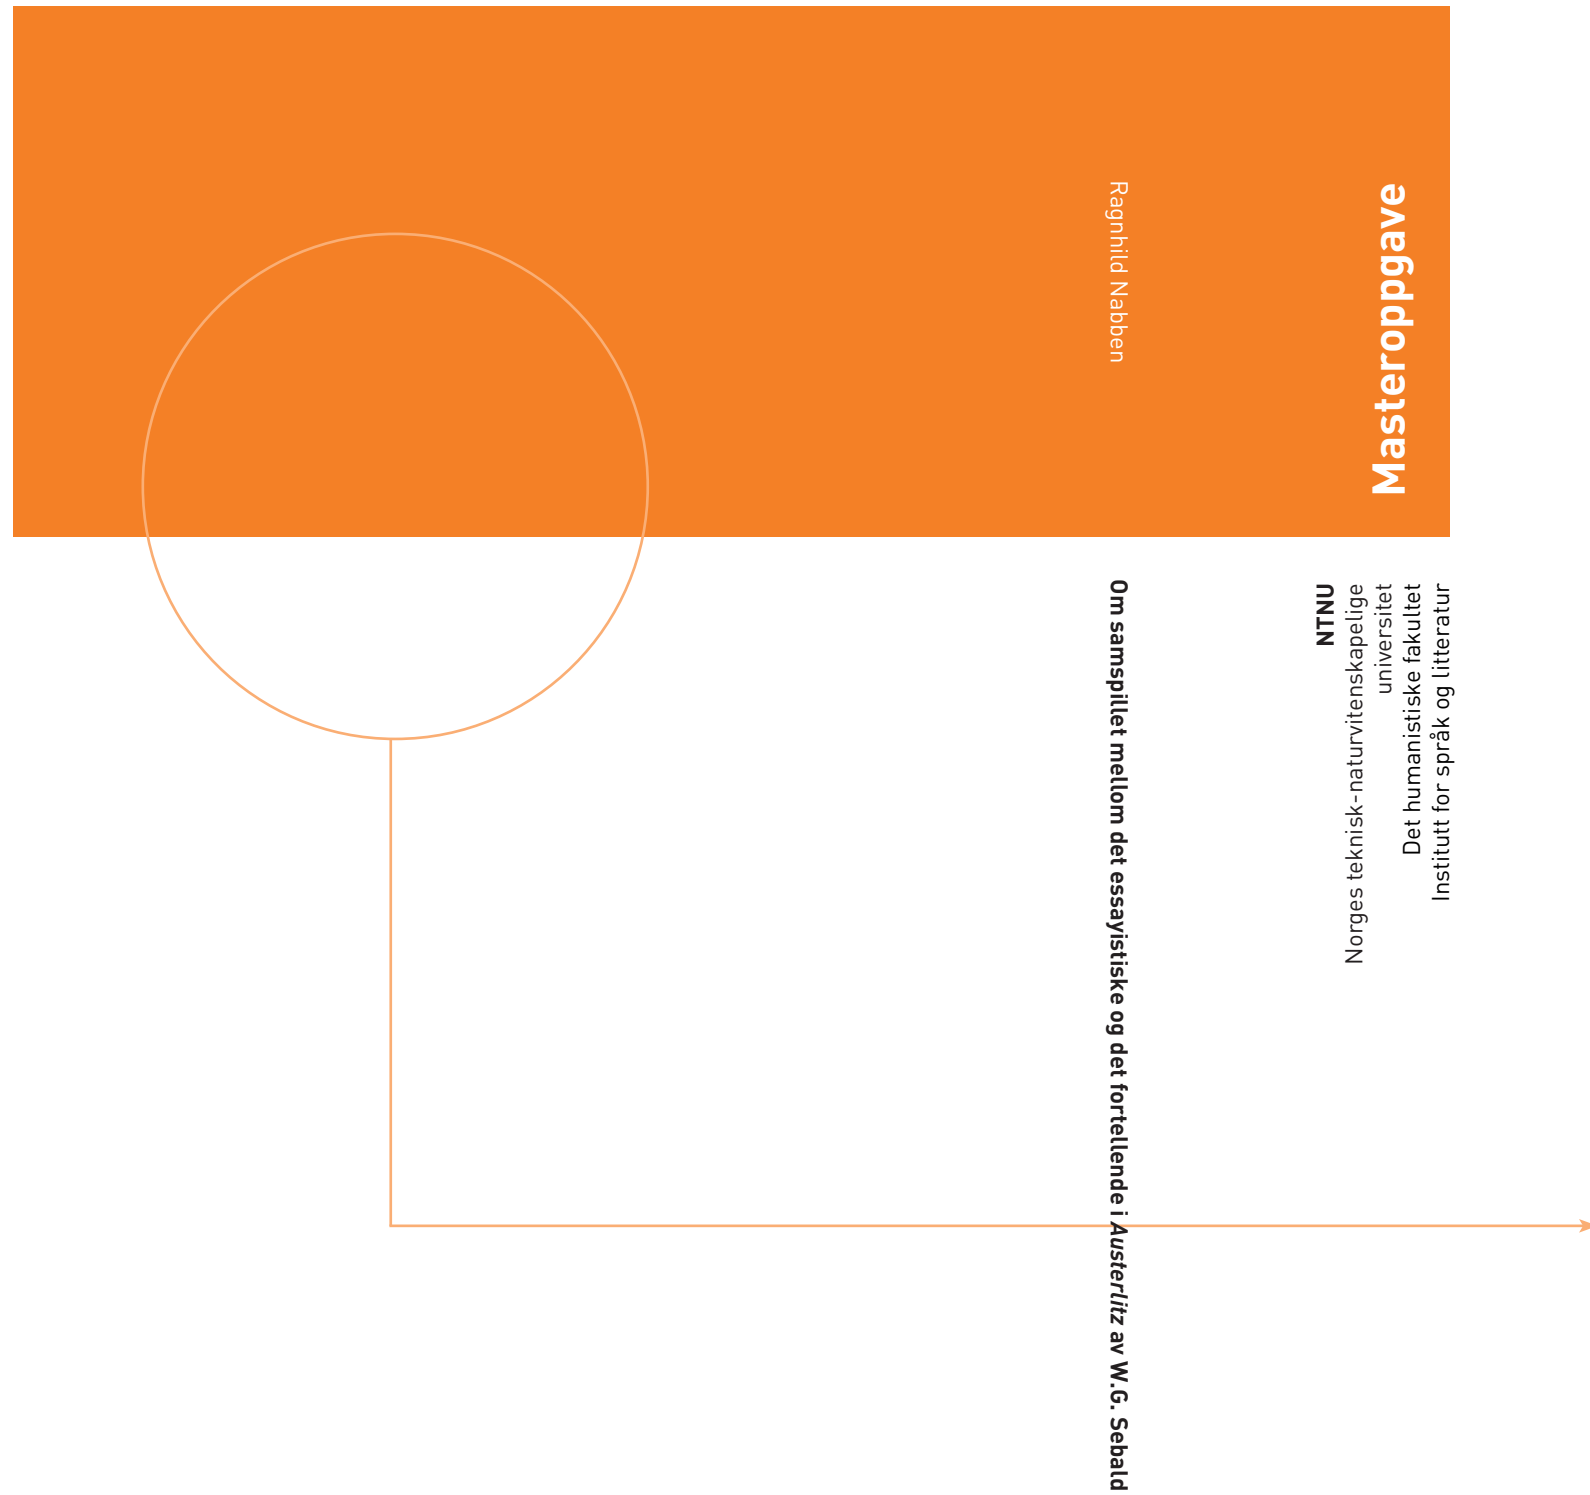 Ragnhild Nabben
Om samspillet mellom det essayistiske og det fortellende i Austerlitz av W.G. Sebald
Masteroppgave
NTNU
Norges teknisk-naturvitenskapelige
universitet
Det humanistiske fakultet
Institutt for språk og litteratur